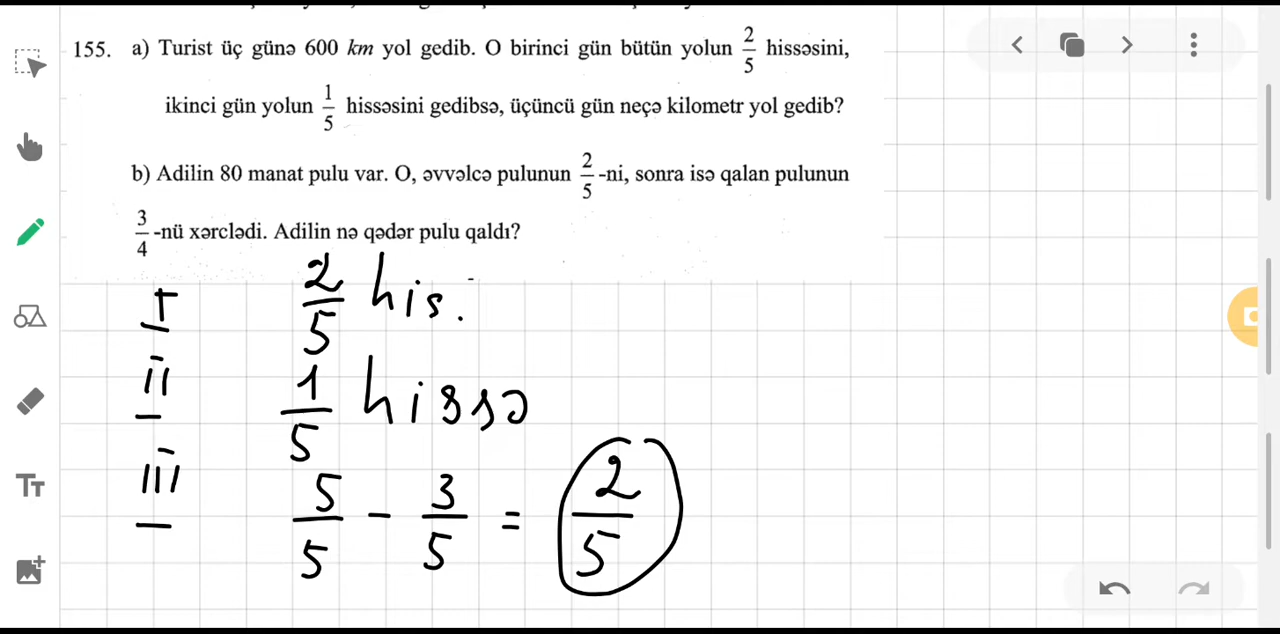 155. a) Turist üç günə 600 km yol gedib. O birinci gün bütün yolun 2/5 hissəsini,
ikinci gün yolun 1/5 hissəsini gedibsə, üçüncü gün neçə kilometr yol gedib?
b) Adilin 80 manat pulu var. O, əvvəlcə pulunun 2/5 -ni, sonra isə qalan pulunun
3/4 -nü xərclədi. Adilin nə qədər pulu qaldı?
I 2/5 his.
II 1/5 hissə
III 5/5 - 3/5 = 2/5
TT